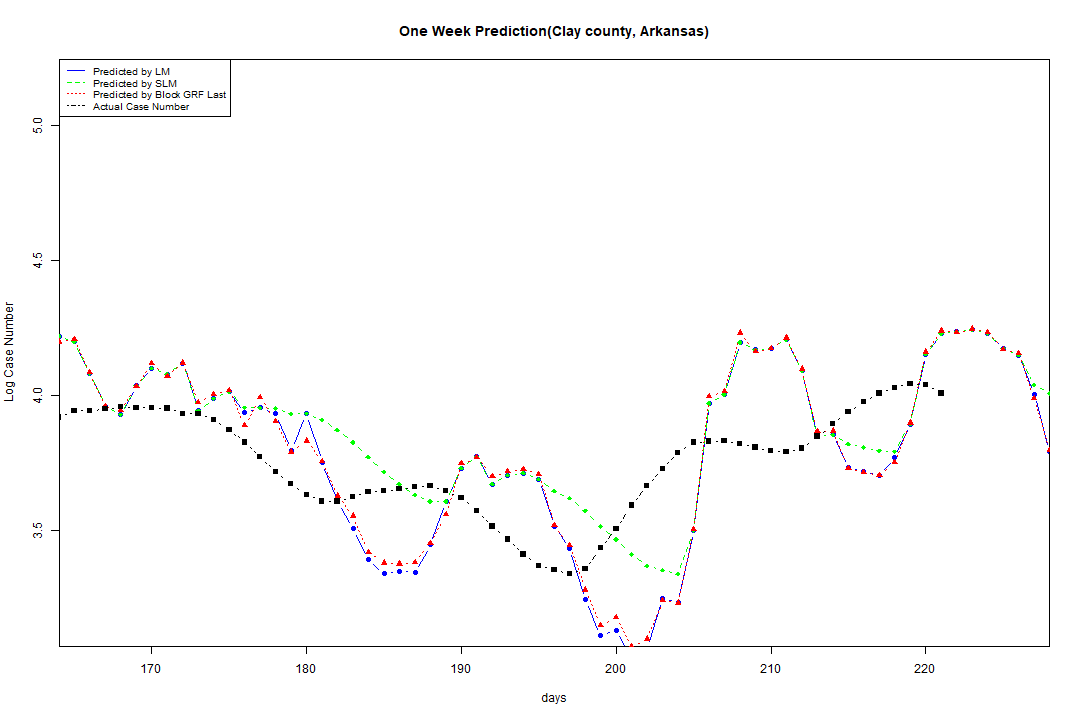 One Week Prediction(Clay county, Arkansas)
Predicted by LM
Predicted by SLM
Predicted by Block GRF Last
Actual Case Number
5.0
4.5
4.0
3.5
Log Case Number
170 180 190 200 210 220
days